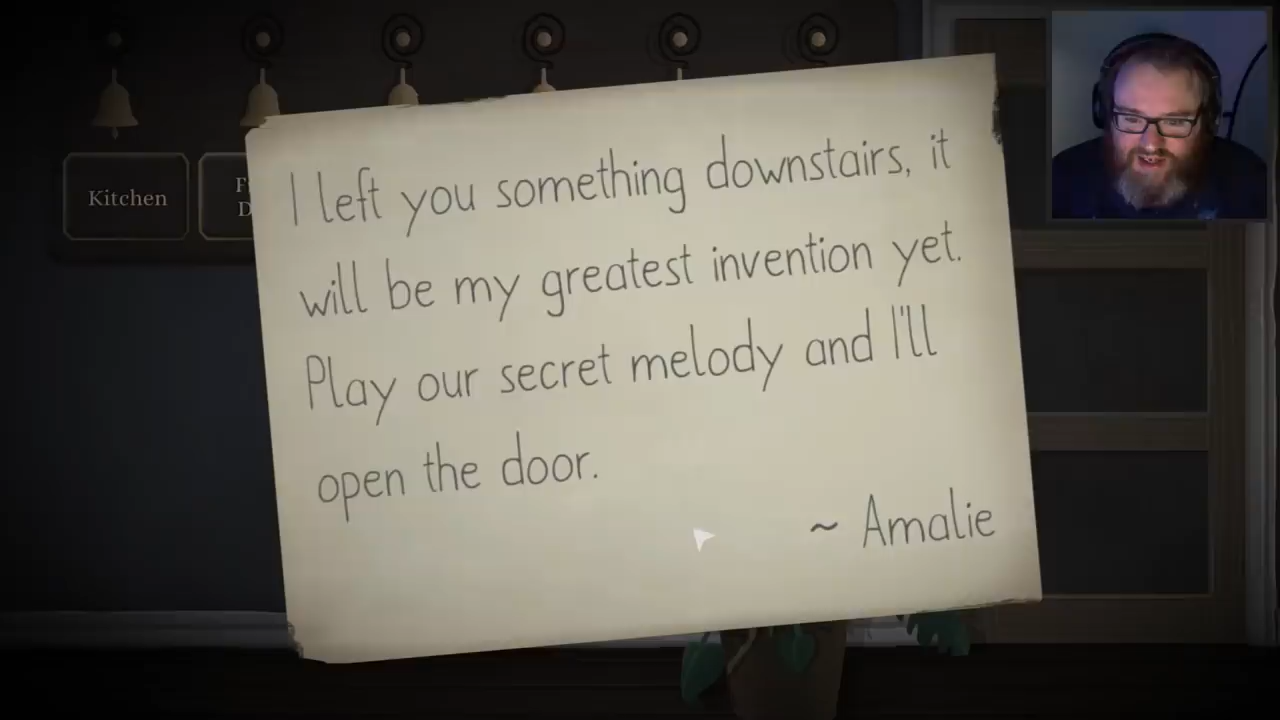 Kitchen
I left you something downstairs, it
will be my greatest invention yet.
Play our secret melody and I'll
open the door.
~ Amalie